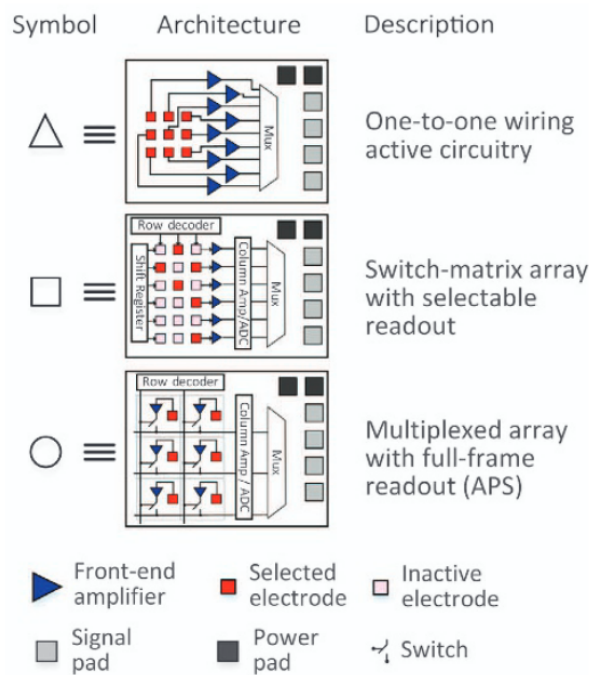 Symbol Architecture Description
Mux
One-to-one wiring
active circuitry
Row decoder
Shift Register
Column Amp/ADC
Mux
Switch-matrix array
with selectable
readout
Row decoder
Column Amp / ADC
Mux
Multiplexed array
with full-frame
readout (APS)
Front-end
amplifier
Selected
electrode
Inactive
electrode
Signal
pad
Power
pad
Switch